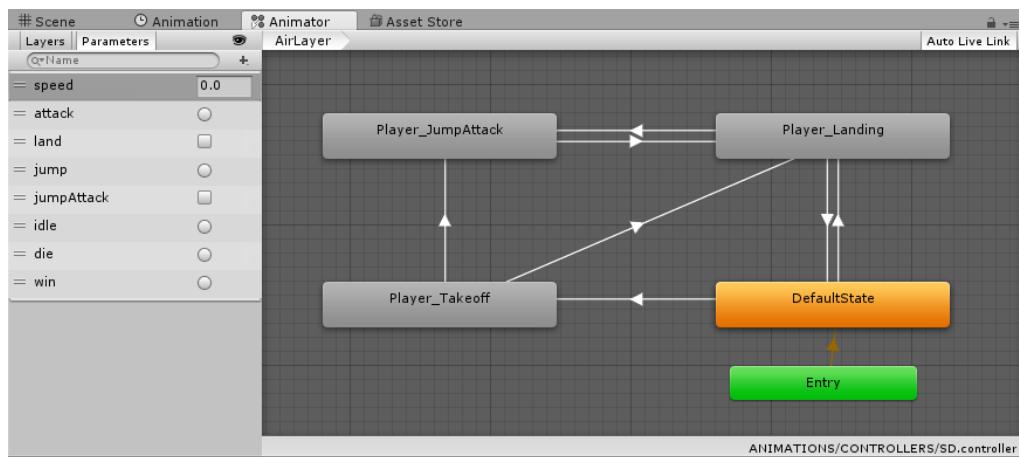 Scene Animation Animator Asset Store
Layers Parameters AirLayer Auto Live Link
Name
speed 0.0
attack
land
jump
jumpAttack
idle
die
win
Player_JumpAttack Player_Landing
Player_Takeoff DefaultState
Entry
ANIMATIONS/CONTROLLERS/SD.controller